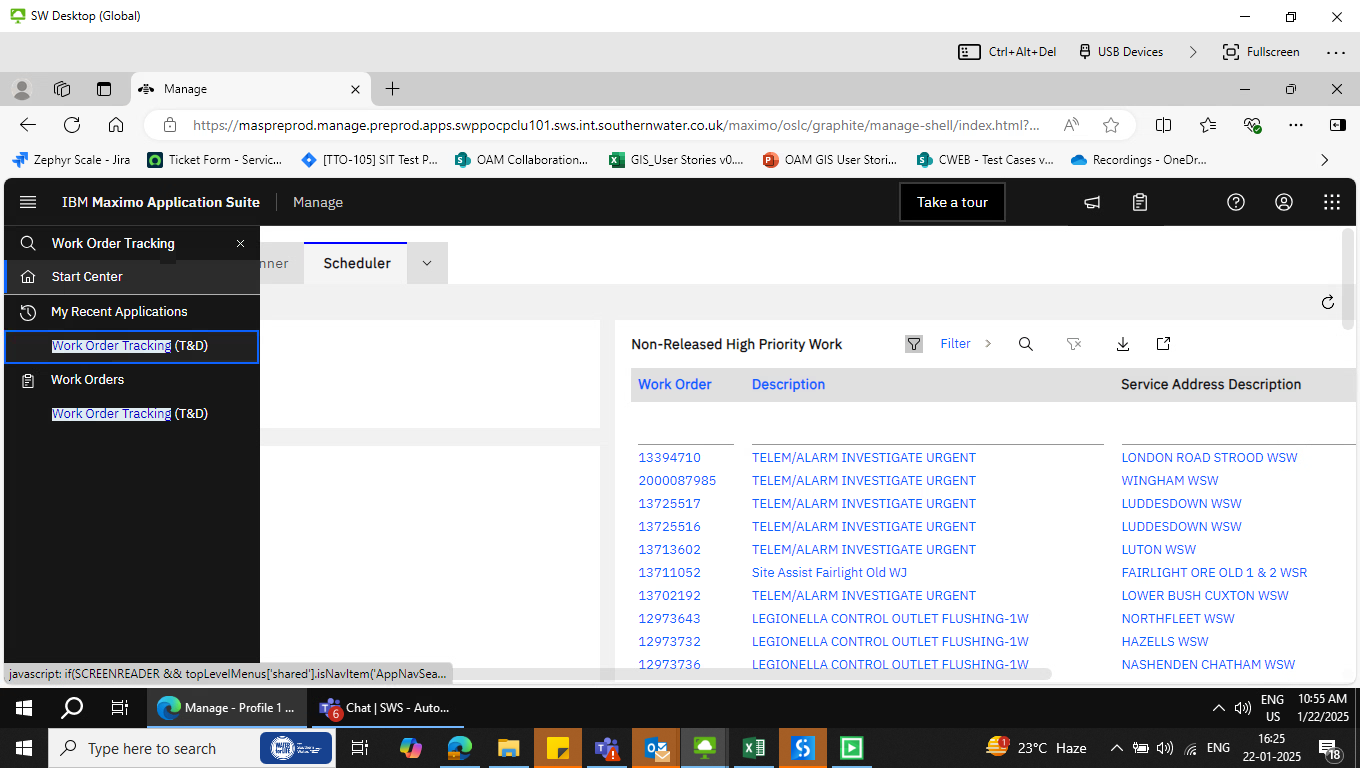 SW Desktop (Global)
Ctrl+Alt+Del USB Devices Fullscreen
Manage
https://maspreprod.manage.preprod.apps.swppocpclu101.sws.int.southernwater.co.uk/maximo/oslc/graphite/manage-shell/index.html?...
Zephyr Scale - Jira Ticket Form - Servic... [TTO-105] SIT Test P... OAM Collaboration... GIS_User Stories v0.... OAM GIS User Stori... CWEB - Test Cases v... Recordings - OneDr...
IBM Maximo Application Suite Manage Take a tour
Work Order Tracking
nner Scheduler
Start Center
My Recent Applications
Work Order Tracking (T&D)
Work Orders
Work Order Tracking (T&D)
Non-Released High Priority Work Filter
Work Order Description Service Address Description
13394710 TELEM/ALARM INVESTIGATE URGENT LONDON ROAD STROOD WSW
2000087985 TELEM/ALARM INVESTIGATE URGENT WINGHAM WSW
13725517 TELEM/ALARM INVESTIGATE URGENT LUDDESDOWN WSW
13725516 TELEM/ALARM INVESTIGATE URGENT LUDDESDOWN WSW
13713602 TELEM/ALARM INVESTIGATE URGENT LUTON WSW
13711052 Site Assist Fairlight Old WJ FAIRLIGHT ORE OLD 1 & 2 WSR
13702192 TELEM/ALARM INVESTIGATE URGENT LOWER BUSH CUXTON WSW
12973643 LEGIONELLA CONTROL OUTLET FLUSHING-1W NORTHFLEET WSW
12973732 LEGIONELLA CONTROL OUTLET FLUSHING-1W HAZELLS WSW
12973736 LEGIONELLA CONTROL OUTLET FLUSHING-1W NASHENDEN CHATHAM WSW
javascript: if(SCREENREADER && topLevelMenus['shared'].isNavItem('AppNavSea...
Manage - Profile 1 ... 6 Chat | SWS - Auto... ENG US 10:55 AM 1/22/2025
Type here to search 1 23°C Haze ENG 16:25 22-01-2025 18